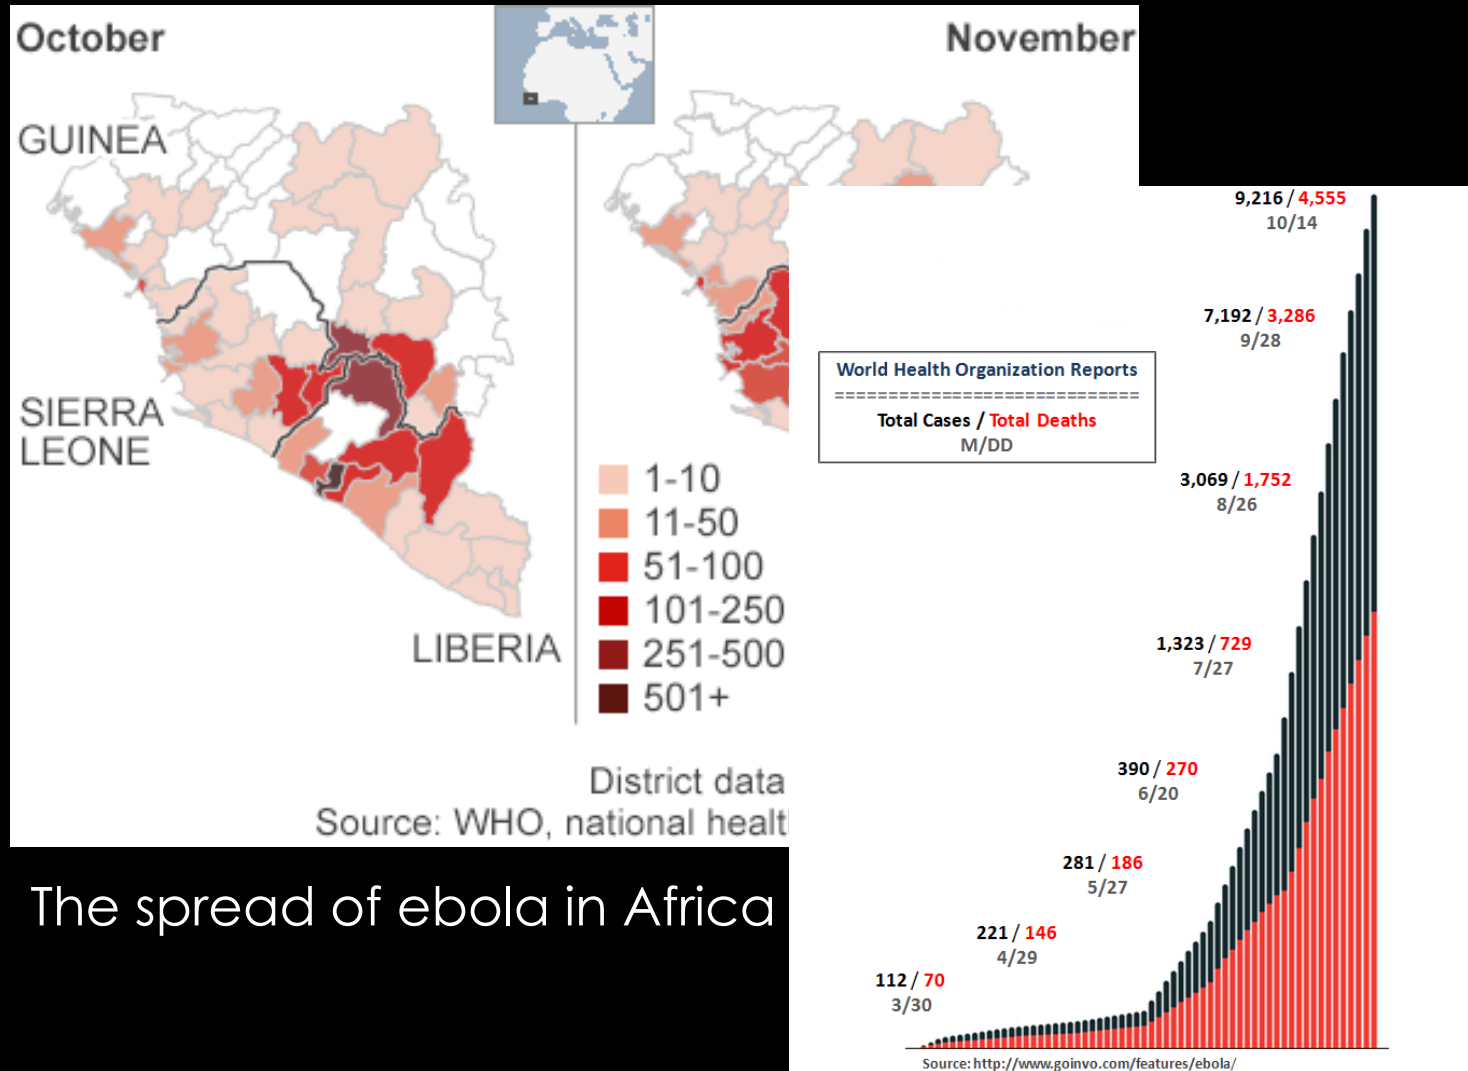 October
November
GUINEA
SIERRA
LEONE
LIBERIA
1-10
11-50
51-100
101-250
251-500
501+
District data
Source: WHO, national healt
The spread of ebola in Africa
World Health Organization Reports
=============================
Total Cases / Total Deaths
M/DD
9,216 / 4,555
10/14
7,192 / 3,286
9/28
3,069 / 1,752
8/26
1,323 / 729
7/27
390 / 270
6/20
281 / 186
5/27
221 / 146
4/29
112 / 70
3/30
Source: http://www.goinvo.com/features/ebola/